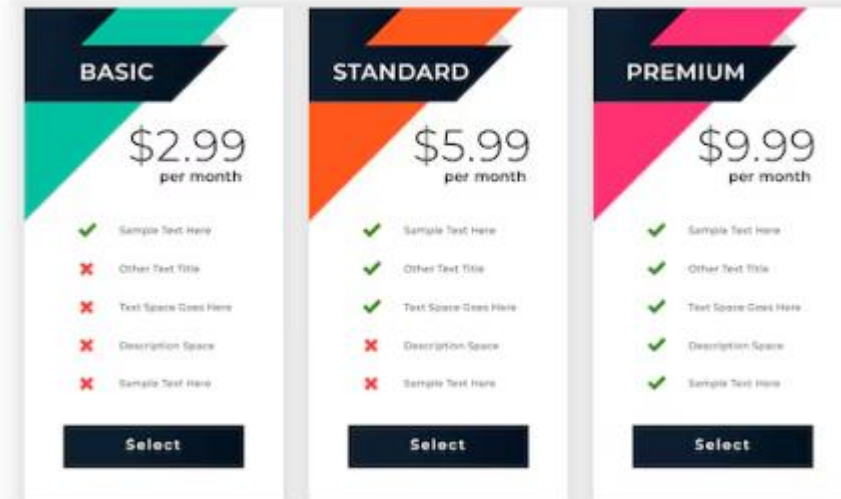 BASIC
$2.99
per month
Sample Text Here
Other Text Title
Text Space Goes Here
Description Space
Sample Text Here
Select
STANDARD
$5.99
per month
Sample Text Here
Other Text Title
Text Space Goes Here
Description Space
Sample Text Here
Select
PREMIUM
$9.99
per month
Sample Text Here
Other Text Title
Text Space Goes Here
Description Space
Sample Text Here
Select